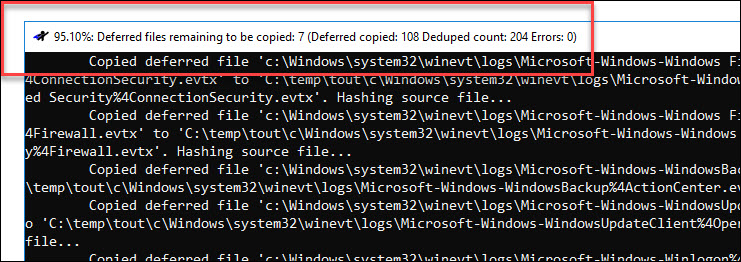 95.10%: Deferred files remaining to be copied: 7 (Deferred copied: 108 Deduped count: 204 Errors: 0)
Copied deferred file 'c:\Windows\system32\winevt\logs\Microsoft-Windows-Windows Fi
4ConnectionSecurity.evtx' to 'C:\temp\tout\c\Windows\system32\winevt\logs\Microsoft-Window
ed Security%4ConnectionSecurity.evtx'. Hashing source file...
Copied deferred file 'c:\Windows\system32\winevt\logs\Microsoft-Windows-Windows
4Firewall.evtx' to 'C:\temp\tout\c\Windows\system32\winevt\logs\Microsoft-Windows-Windows
y%4Firewall.evtx'. Hashing source file...
Copied deferred file 'c:\Windows\system32\winevt\logs\Microsoft-Windows-WindowsBac
\temp\tout\c\Windows\system32\winevt\logs\Microsoft-Windows-WindowsBackup%4ActionCenter.ev
Copied deferred file 'c:\Windows\system32\winevt\logs\Microsoft-Windows-WindowsUpd
o 'C:\temp\tout\c\Windows\system32\winevt\logs\Microsoft-Windows-WindowsUpdateClient%4Oper
file...
Copied deferred file 'c:\Windows\system32\winevt\logs\Microsoft-Windows-Winlogon%4